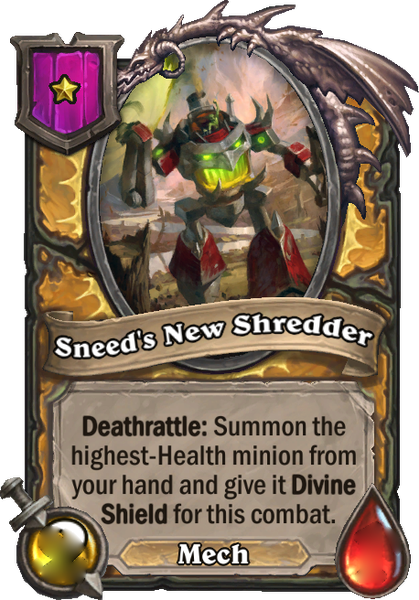 Sneed's New Shredder
Deathrattle: Summon the
highest-Health minion from
your hand and give it Divine
Shield for this combat.
Mech